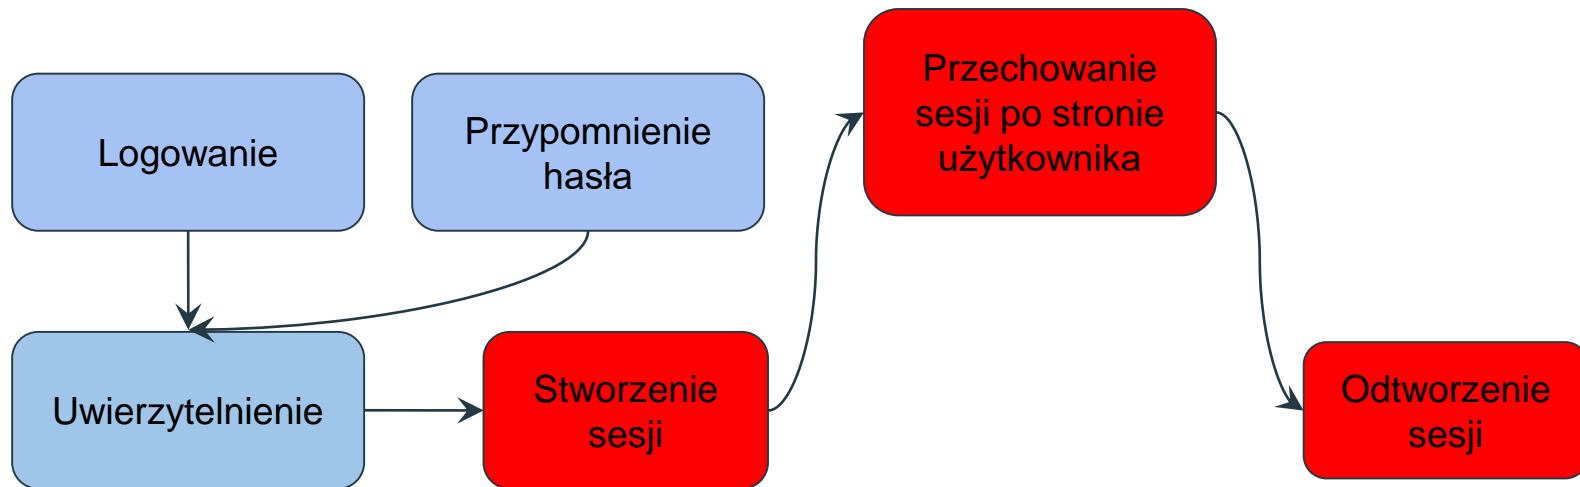 Logowanie
Przypomnienie
hasła
Uwierzytelnienie
Stworzenie
sesji
Przechowanie
sesji po stronie
użytkownika
Odtworzenie
sesji